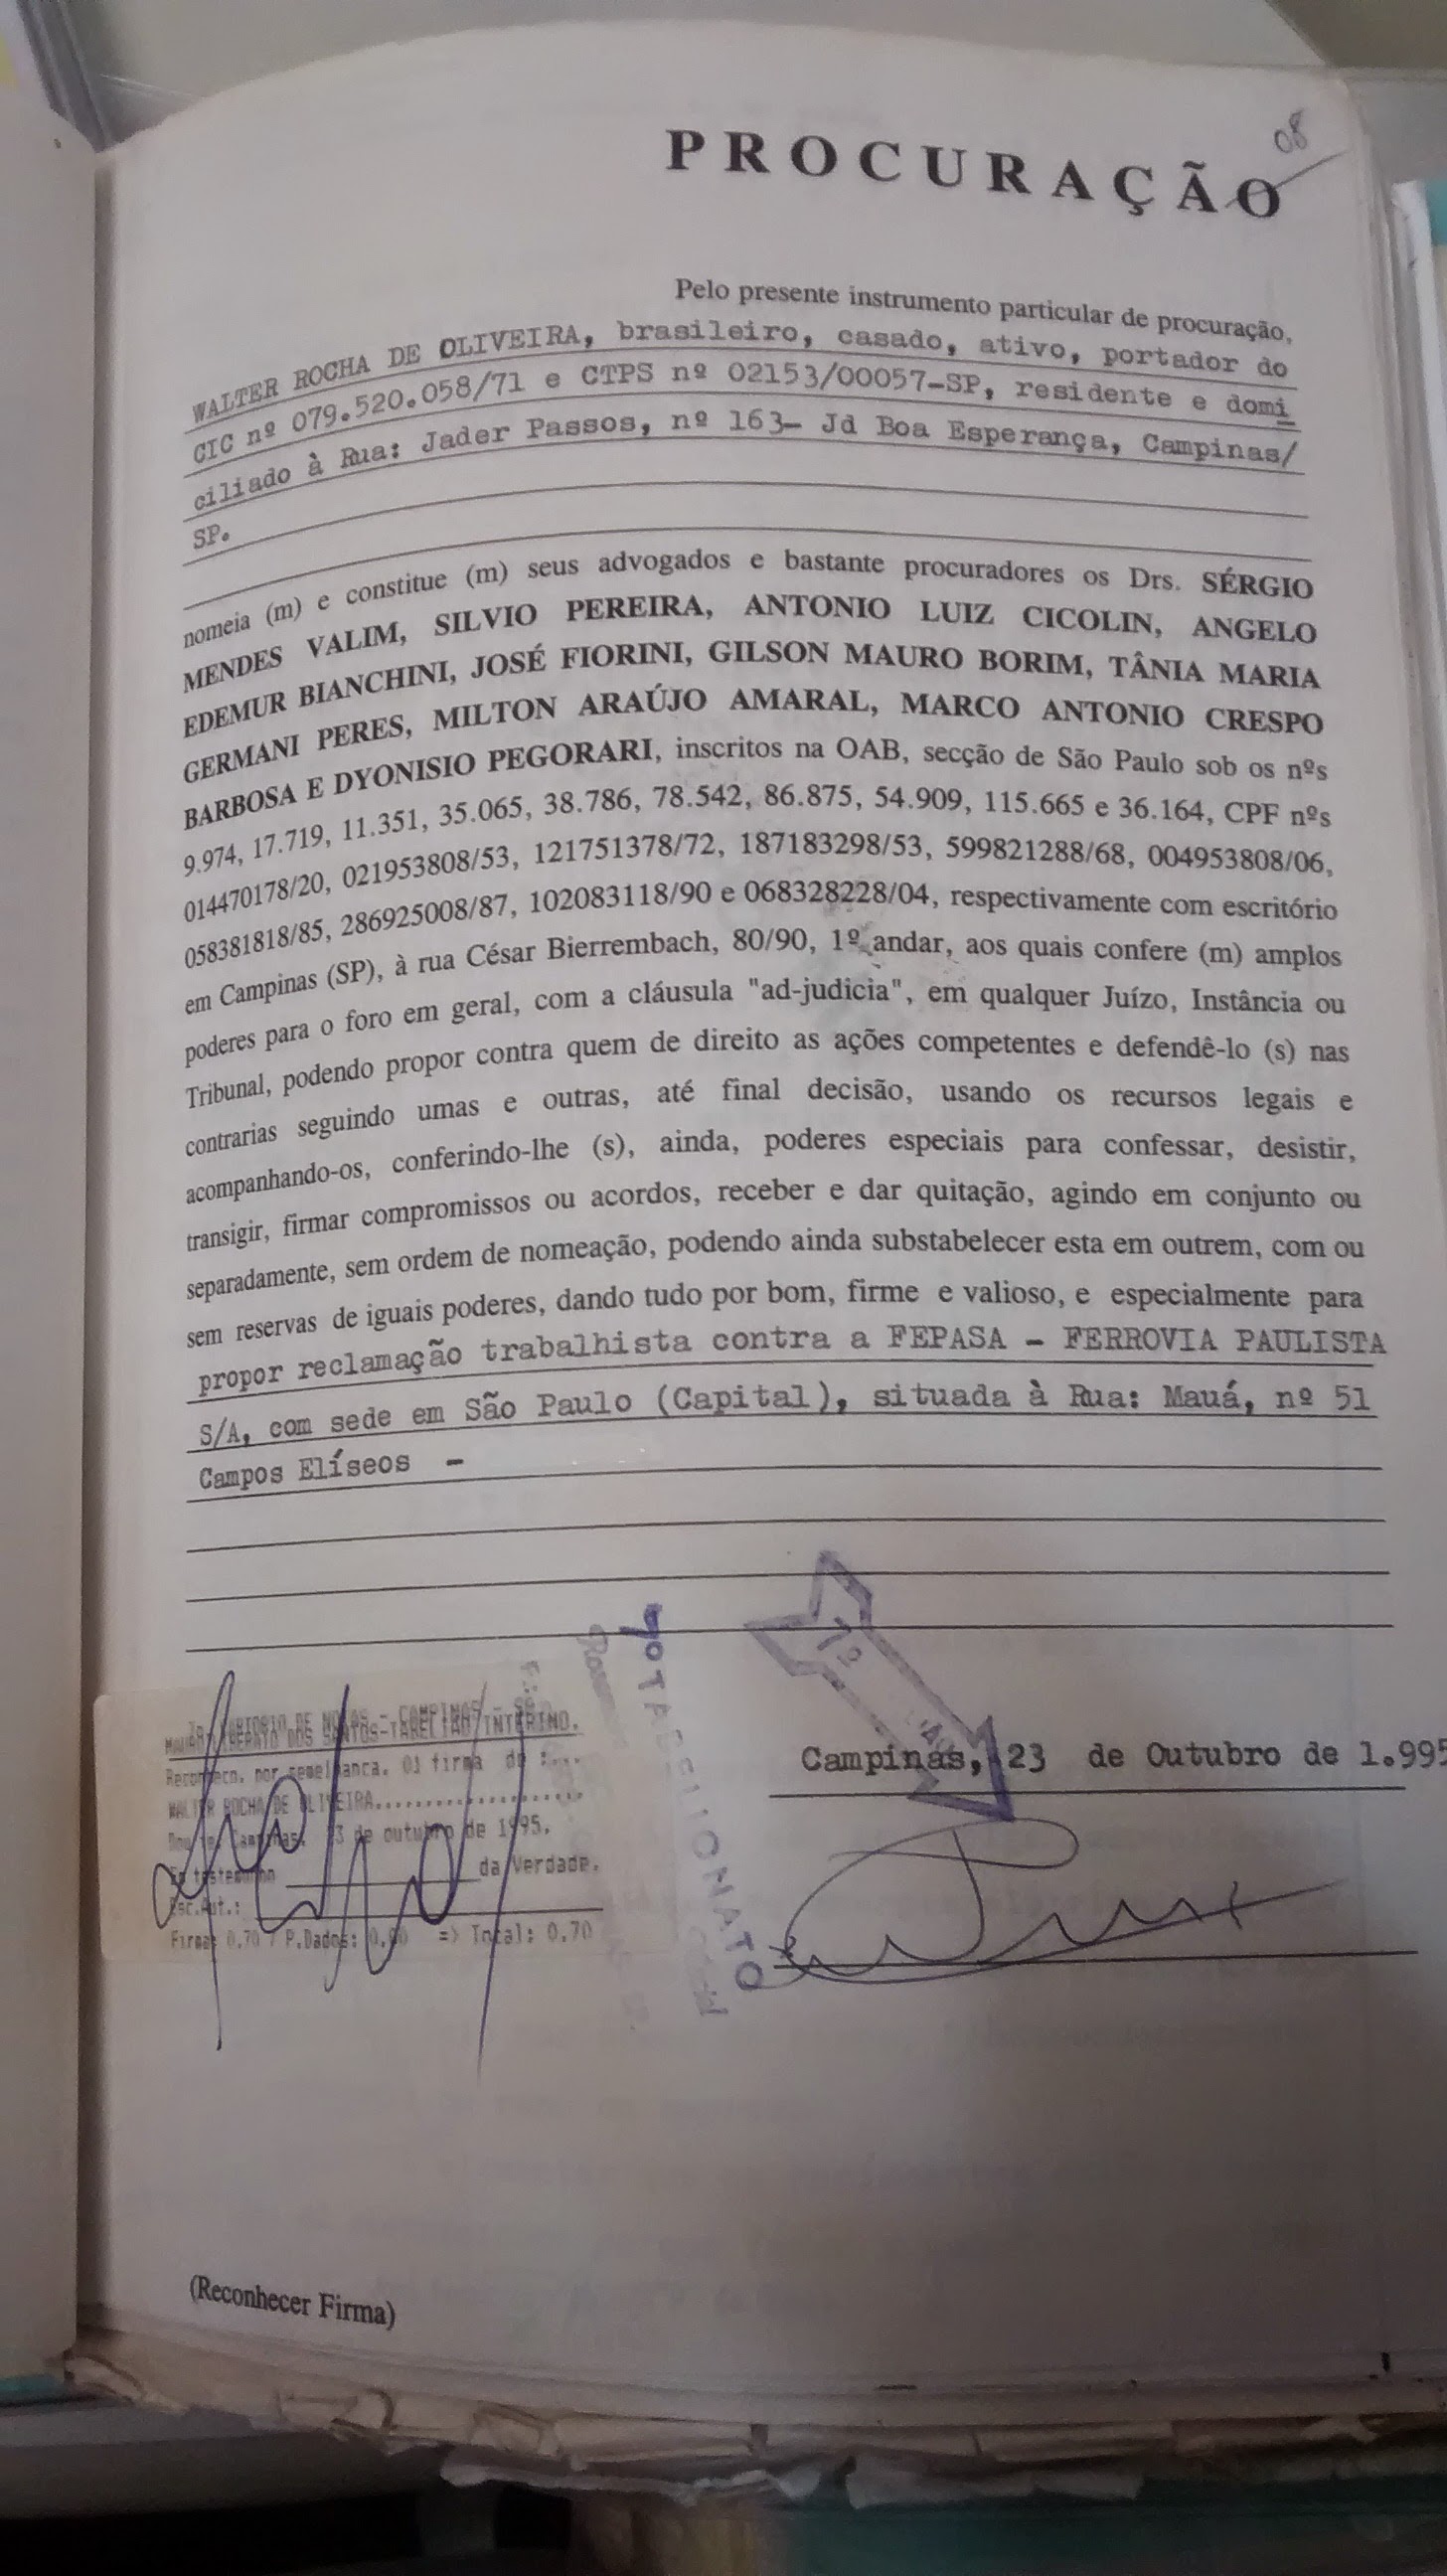 08
PROCURAÇÃO
Pelo presente instrumento particular de procuração,
WALTER ROCHA DE OLIVEIRA, brasileiro, casado, ativo, portador do
CIC nº 079.520.058/71 e CTPS nº 02153/00057-SP, residente e domi
ciliado à Rua: Jader Passos, nº 163- Jd Boa Esperança, Campinas/
SP.
nomeia (m) e constitue (m) seus advogados e bastante procuradores os Drs. SÉRGIO
MENDES VALIM, SILVIO PEREIRA, ANTONIO LUIZ CICOLIN, ANGELO
EDEMUR BIANCHINI, JOSÉ FIORINI, GILSON MAURO BORIM, TÂNIA MARIA
GERMANI PERES, MILTON ARAÚJO AMARAL, MARCO ANTONIO CRESPO
BARBOSA E DYONISIO PEGORARI, inscritos na OAB, secção de São Paulo sob os nºs
9.974, 17.719, 11.351, 35.065, 38.786, 78.542, 86.875, 54.909, 115.665 e 36.164, CPF nºs
014470178/20, 021953808/53, 121751378/72, 187183298/53, 599821288/68, 004953808/06,
058381818/85, 286925008/87, 102083118/90 e 068328228/04, respectivamente com escritório
em Campinas (SP), à rua César Bierrembach, 80/90, 1º andar, aos quais confere (m) amplos
poderes para o foro em geral, com a cláusula "ad-judicia", em qualquer Juízo, Instância ou
Tribunal, podendo propor contra quem de direito as ações competentes e defendê-lo (s) nas
contrarias seguindo umas e outras, até final decisão, usando os recursos legais e
acompanhando-os, conferindo-lhe (s), ainda, poderes especiais para confessar, desistir,
transigir, firmar compromissos ou acordos, receber e dar quitação, agindo em conjunto ou
separadamente, sem ordem de nomeação, podendo ainda substabelecer esta em outrem, com ou
sem reservas de iguais poderes, dando tudo por bom, firme e valioso, e especialmente para
propor reclamação trabalhista contra a FEPASA - FERROVIA PAULISTA
S/A, com sede em São Paulo (Capital), situada à Rua: Mauá, nº 51
Campos Elíseos -
7º TABELIONATO
7º
DE NOTAS - CAMPINAS - SP
DOS SANTOS-TABELIAO INTERINO.
Reconheco, por semelhanca, 01 firma de :...
WALTER ROCHA DE OLIVEIRA....................
Dou fe. Campinas, 23 de outubro de 1995.
Em testemunho da Verdade.
Esc.Aut.:
Firma: 0,70 / P.Dados: 0,00 => Total: 0,70
Campinas, 23 de Outubro de 1.995
(Reconhecer Firma)